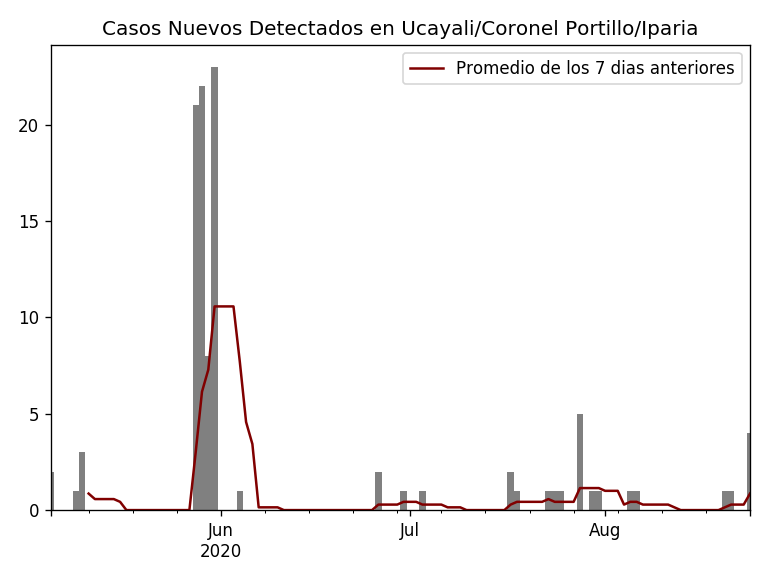 Casos Nuevos Detectados en Ucayali/Coronel Portillo/Iparia
Promedio de los 7 dias anteriores
20
15
10
5
0
Jun
2020
Jul
Aug